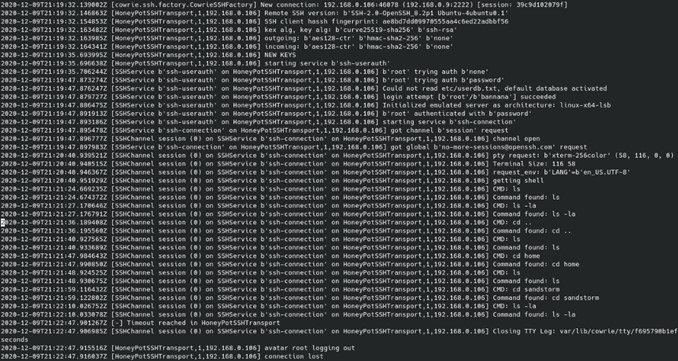 2020-12-09T21:19:32.139802Z [cowrie.ssh.factory.CowrieSSHFactory] New connection: 192.168.0.106:46078 (192.168.0.9:2222) [session: 39c9d102079f]
2020-12-09T21:19:32.146863Z [HoneyPotSSHTransport,1,192.168.0.106] Remote SSH version: b'SSH-2.0-OpenSSH_8.2p1 Ubuntu-4ubuntu0.1'
2020-12-09T21:19:32.154853Z [HoneyPotSSHTransport,1,192.168.0.106] SSH client hassh fingerprint: ae8bd7dd09970555aa4c6ed22adbbf56
2020-12-09T21:19:32.163482Z [HoneyPotSSHTransport,1,192.168.0.106] kex alg, key alg: b'curve25519-sha256' b'ssh-rsa'
2020-12-09T21:19:32.163985Z [HoneyPotSSHTransport,1,192.168.0.106] outgoing: b'aes128-ctr' b'hmac-sha2-256' b'none'
2020-12-09T21:19:32.164341Z [HoneyPotSSHTransport,1,192.168.0.106] incoming: b'aes128-ctr' b'hmac-sha2-256' b'none'
2020-12-09T21:19:35.693995Z [HoneyPotSSHTransport,1,192.168.0.106] NEW KEYS
2020-12-09T21:19:35.696638Z [HoneyPotSSHTransport,1,192.168.0.106] starting service b'ssh-userauth'
2020-12-09T21:19:35.706244Z [SSHService b'ssh-userauth' on HoneyPotSSHTransport,1,192.168.0.106] b'root' trying auth b'none'
2020-12-09T21:19:47.873274Z [SSHService b'ssh-userauth' on HoneyPotSSHTransport,1,192.168.0.106] b'root' trying auth b'password'
2020-12-09T21:19:47.876247Z [SSHService b'ssh-userauth' on HoneyPotSSHTransport,1,192.168.0.106] Could not read etc/userdb.txt, default database activated
2020-12-09T21:19:47.879727Z [SSHService b'ssh-userauth' on HoneyPotSSHTransport,1,192.168.0.106] login attempt [b'root'/b'bannana'] succeeded
2020-12-09T21:19:47.886475Z [SSHService b'ssh-userauth' on HoneyPotSSHTransport,1,192.168.0.106] Initialized emulated server as architecture: linux-x64-lsb
2020-12-09T21:19:47.891913Z [SSHService b'ssh-userauth' on HoneyPotSSHTransport,1,192.168.0.106] b'root' authenticated with b'password'
2020-12-09T21:19:47.893186Z [SSHService b'ssh-userauth' on HoneyPotSSHTransport,1,192.168.0.106] starting service b'ssh-connection'
2020-12-09T21:19:47.895478Z [SSHService b'ssh-connection' on HoneyPotSSHTransport,1,192.168.0.106] got channel b'session' request
2020-12-09T21:19:47.896777Z [SSHChannel session (0) on SSHService b'ssh-connection' on HoneyPotSSHTransport,1,192.168.0.106] channel open
2020-12-09T21:19:47.897983Z [SSHService b'ssh-connection' on HoneyPotSSHTransport,1,192.168.0.106] got global b'no-more-sessions@openssh.com' request
2020-12-09T21:20:40.939521Z [SSHChannel session (0) on SSHService b'ssh-connection' on HoneyPotSSHTransport,1,192.168.0.106] pty request: b'xterm-256color' (58, 116, 0, 0)
2020-12-09T21:20:40.940515Z [SSHChannel session (0) on SSHService b'ssh-connection' on HoneyPotSSHTransport,1,192.168.0.106] Terminal Size: 116 58
2020-12-09T21:20:40.946367Z [SSHChannel session (0) on SSHService b'ssh-connection' on HoneyPotSSHTransport,1,192.168.0.106] request_env: b'LANG'=b'en_US.UTF-8'
2020-12-09T21:20:40.951929Z [SSHChannel session (0) on SSHService b'ssh-connection' on HoneyPotSSHTransport,1,192.168.0.106] getting shell
2020-12-09T21:21:24.669235Z [SSHChannel session (0) on SSHService b'ssh-connection' on HoneyPotSSHTransport,1,192.168.0.106] CMD: ls
2020-12-09T21:21:24.674377Z [SSHChannel session (0) on SSHService b'ssh-connection' on HoneyPotSSHTransport,1,192.168.0.106] Command found: ls
2020-12-09T21:21:27.170646Z [SSHChannel session (0) on SSHService b'ssh-connection' on HoneyPotSSHTransport,1,192.168.0.106] CMD: ls -la
2020-12-09T21:21:27.176791Z [SSHChannel session (0) on SSHService b'ssh-connection' on HoneyPotSSHTransport,1,192.168.0.106] Command found: ls -la
2020-12-09T21:21:36.189408Z [SSHChannel session (0) on SSHService b'ssh-connection' on HoneyPotSSHTransport,1,192.168.0.106] CMD: cd ..
2020-12-09T21:21:36.195560Z [SSHChannel session (0) on SSHService b'ssh-connection' on HoneyPotSSHTransport,1,192.168.0.106] Command found: cd ..
2020-12-09T21:21:40.927565Z [SSHChannel session (0) on SSHService b'ssh-connection' on HoneyPotSSHTransport,1,192.168.0.106] CMD: ls
2020-12-09T21:21:40.933689Z [SSHChannel session (0) on SSHService b'ssh-connection' on HoneyPotSSHTransport,1,192.168.0.106] Command found: ls
2020-12-09T21:21:47.984643Z [SSHChannel session (0) on SSHService b'ssh-connection' on HoneyPotSSHTransport,1,192.168.0.106] CMD: cd home
2020-12-09T21:21:47.990850Z [SSHChannel session (0) on SSHService b'ssh-connection' on HoneyPotSSHTransport,1,192.168.0.106] Command found: cd home
2020-12-09T21:21:48.924525Z [SSHChannel session (0) on SSHService b'ssh-connection' on HoneyPotSSHTransport,1,192.168.0.106] CMD: ls
2020-12-09T21:21:48.930675Z [SSHChannel session (0) on SSHService b'ssh-connection' on HoneyPotSSHTransport,1,192.168.0.106] Command found: ls
2020-12-09T21:21:59.116432Z [SSHChannel session (0) on SSHService b'ssh-connection' on HoneyPotSSHTransport,1,192.168.0.106] CMD: cd sandstorm
2020-12-09T21:21:59.122802Z [SSHChannel session (0) on SSHService b'ssh-connection' on HoneyPotSSHTransport,1,192.168.0.106] Command found: cd sandstorm
2020-12-09T21:22:10.026752Z [SSHChannel session (0) on SSHService b'ssh-connection' on HoneyPotSSHTransport,1,192.168.0.106] CMD: ls -la
2020-12-09T21:22:10.033078Z [SSHChannel session (0) on SSHService b'ssh-connection' on HoneyPotSSHTransport,1,192.168.0.106] Command found: ls -la
2020-12-09T21:22:47.901267Z [-] Timeout reached in HoneyPotSSHTransport
2020-12-09T21:22:47.906985Z [SSHChannel session (0) on SSHService b'ssh-connection' on HoneyPotSSHTransport,1,192.168.0.106] Closing TTY Log: var/lib/cowrie/tty/f695790b1ef
seconds
2020-12-09T21:22:47.915516Z [HoneyPotSSHTransport,1,192.168.0.106] avatar root logging out
2020-12-09T21:22:47.916037Z [HoneyPotSSHTransport,1,192.168.0.106] connection lost